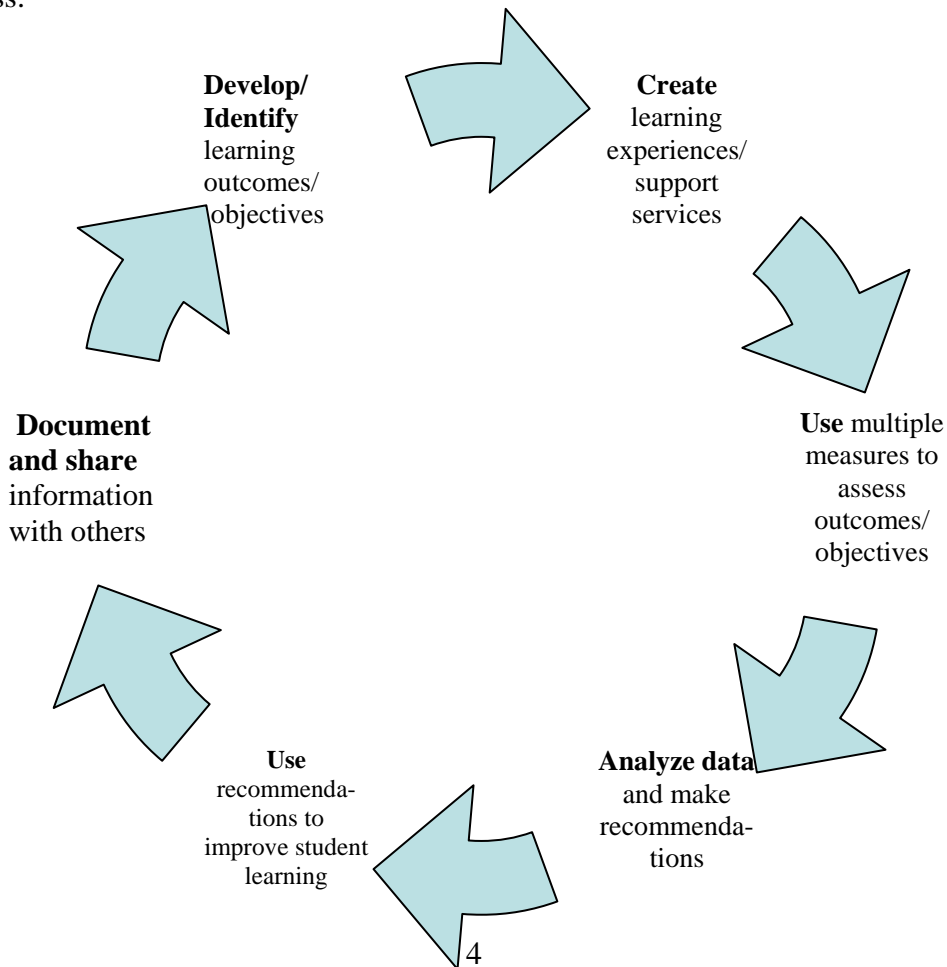 ss.
Develop/
Identify
learning
outcomes/
objectives
Create
learning
experiences/
support
services
Use multiple
measures to
assess
outcomes/
objectives
Analyze data
and make
recommenda-
tions
Use
recommenda-
tions to
improve student
learning
Document
and share
information
with others
4